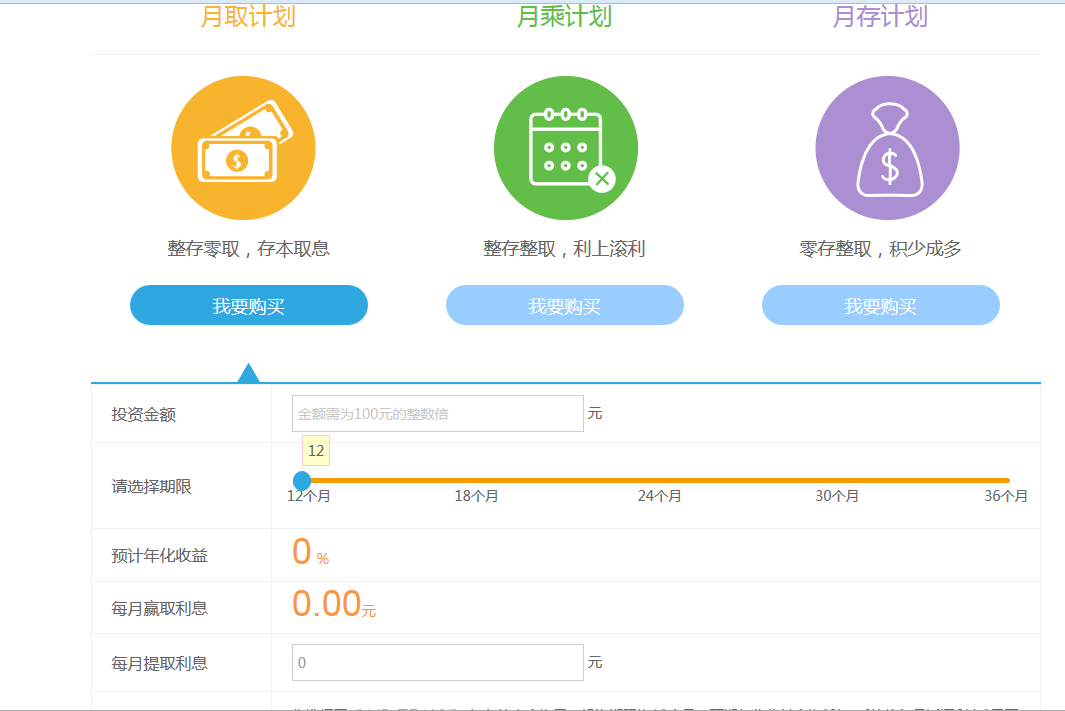 月取计划
月乘计划
月存计划
整存零取，存本取息
整存整取，利上滚利
零存整取，积少成多
我要购买
我要购买
我要购买
投资金额
金额需为100元的整数倍 元
12
请选择期限
12个月 18个月 24个月 30个月 36个月
预计年化收益
0 %
每月赢取利息
0.00元
每月提取利息
0 元